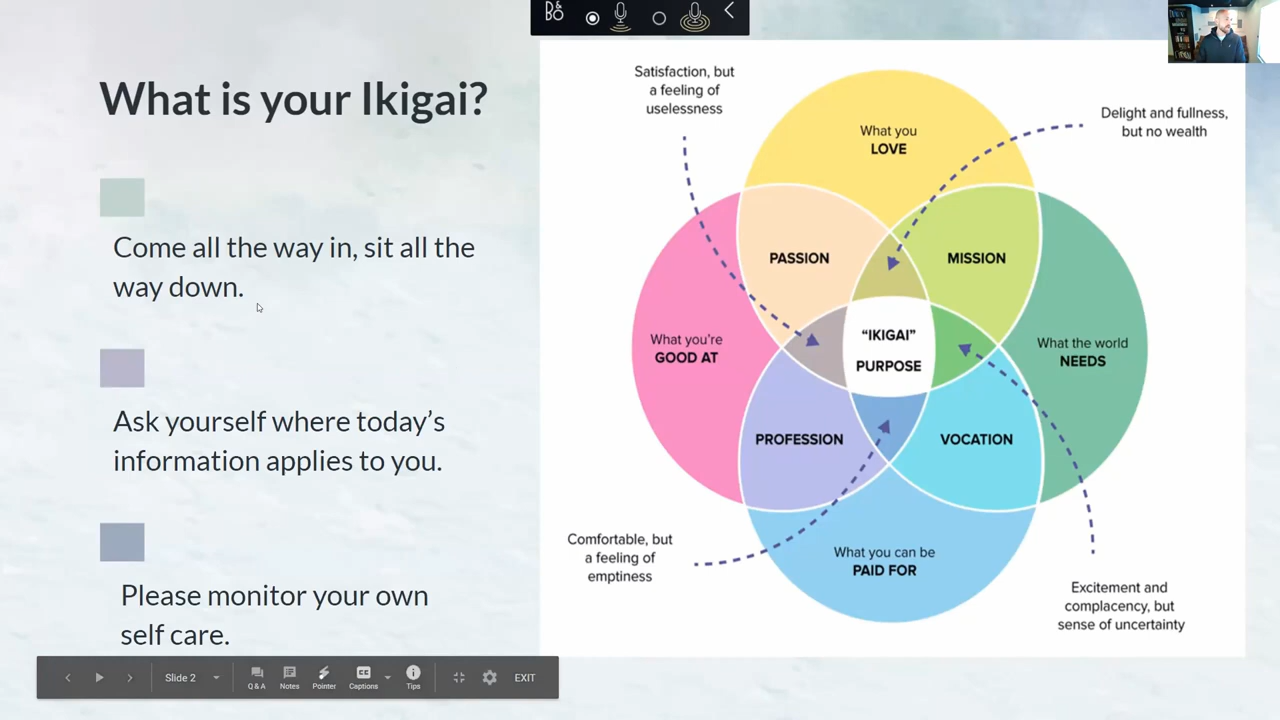 B&O
What is your Ikigai?
Come all the way in, sit all the
way down.
Ask yourself where today’s
information applies to you.
Please monitor your own
self care.
Satisfaction, but
a feeling of
uselessness
Delight and fullness,
but no wealth
What you
LOVE
PASSION
MISSION
What you're
GOOD AT
“IKIGAI”
PURPOSE
What the world
NEEDS
PROFESSION
VOCATION
Comfortable, but
a feeling of
emptiness
What you can be
PAID FOR
Excitement and
complacency, but
sense of uncertainty
Slide 2
Q & A
Notes
Pointer
CC
Captions
Tips
EXIT